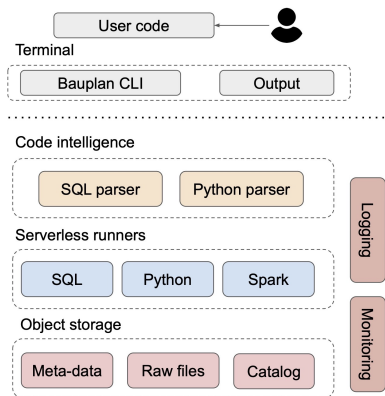 User code
Terminal
Bauplan CLI
Output
Code intelligence
SQL parser
Python parser
Logging
Serverless runners
SQL
Python
Spark
Monitoring
Object storage
Meta-data
Raw files
Catalog